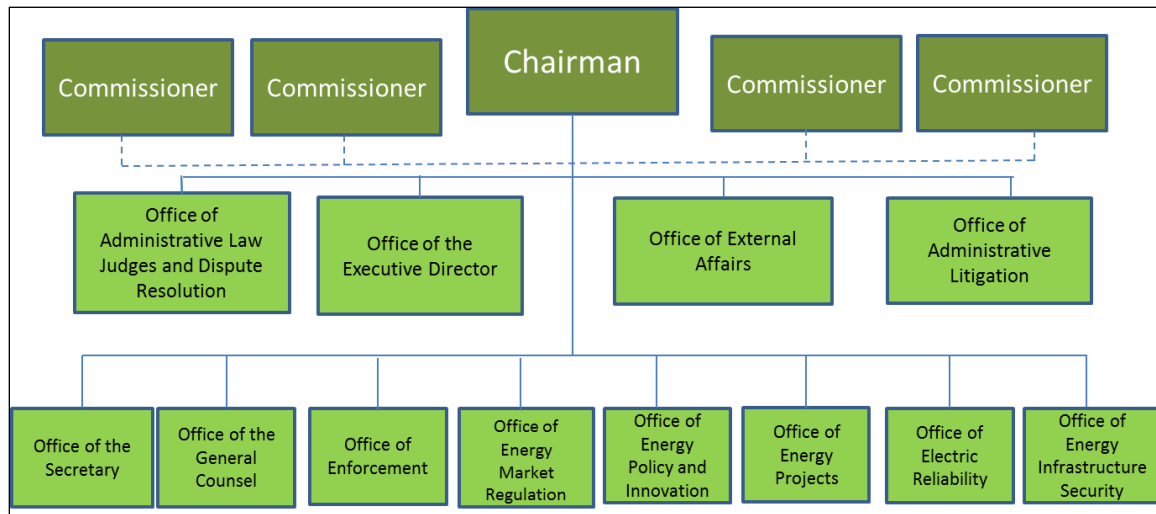 Commissioner
Commissioner
Chairman
Commissioner
Commissioner
Office of
Administrative Law
Judges and Dispute
Resolution
Office of the
Executive Director
Office of External
Affairs
Office of
Administrative
Litigation
Office of the
Secretary
Office of the
General
Counsel
Office of
Enforcement
Office of
Energy
Market
Regulation
Office of
Energy
Policy and
Innovation
Office of
Energy
Projects
Office of
Electric
Reliability
Office of
Energy
Infrastructure
Security